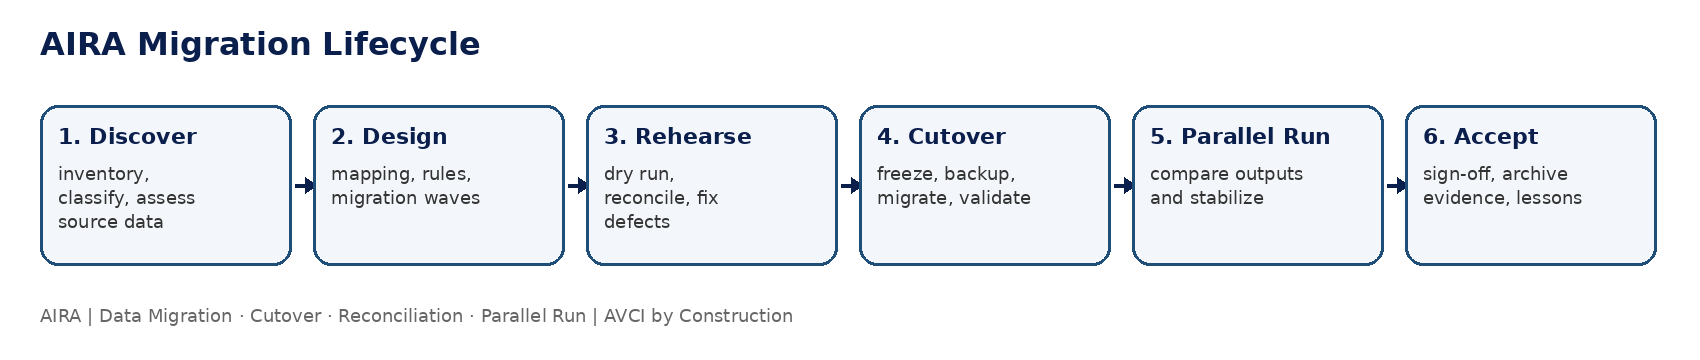 AIRA Migration Lifecycle
1. Discover
inventory,
classify, assess
source data
2. Design
mapping, rules,
migration waves
3. Rehearse
dry run,
reconcile, fix
defects
4. Cutover
freeze, backup,
migrate, validate
5. Parallel Run
compare outputs
and stabilize
6. Accept
sign-off, archive
evidence, lessons
AIRA | Data Migration · Cutover · Reconciliation · Parallel Run | AVCI by Construction